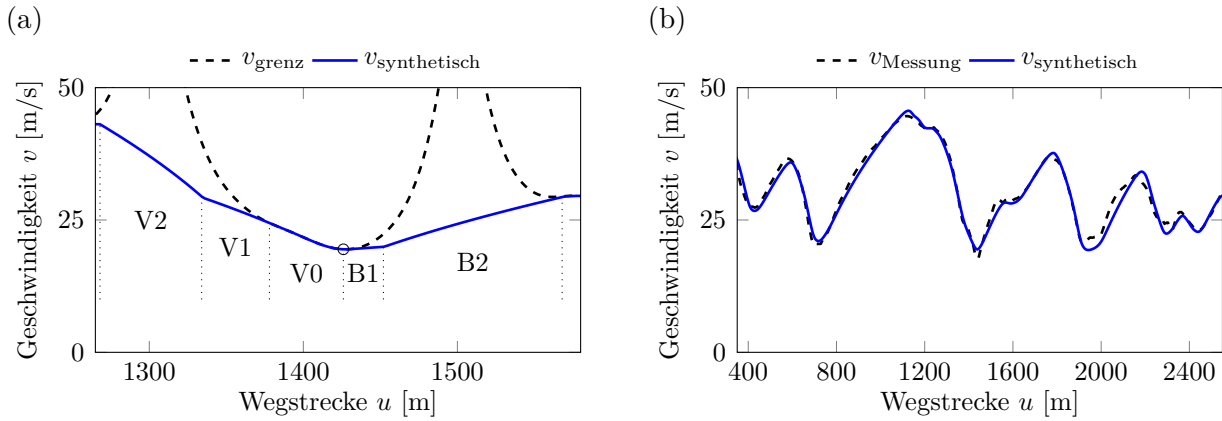 (a)
v_grenz v_synthetisch
50
25
0
Geschwindigkeit v [m/s]
V2
V1
V0
B1
B2
1300 1400 1500
Wegstrecke u [m]
(b)
v_Messung v_synthetisch
50
25
0
Geschwindigkeit v [m/s]
400 800 1200 1600 2000 2400
Wegstrecke u [m]